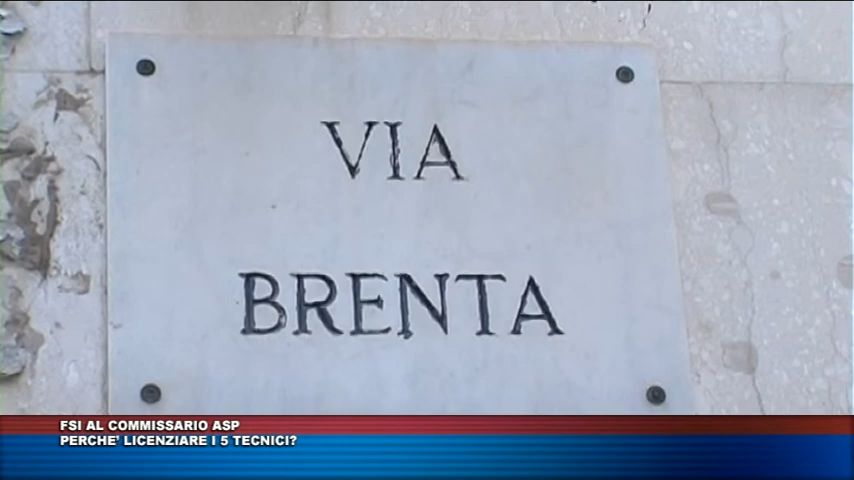 VIA
BRENTA
FSI AL COMMISSARIO ASP
PERCHE' LICENZIARE I 5 TECNICI?